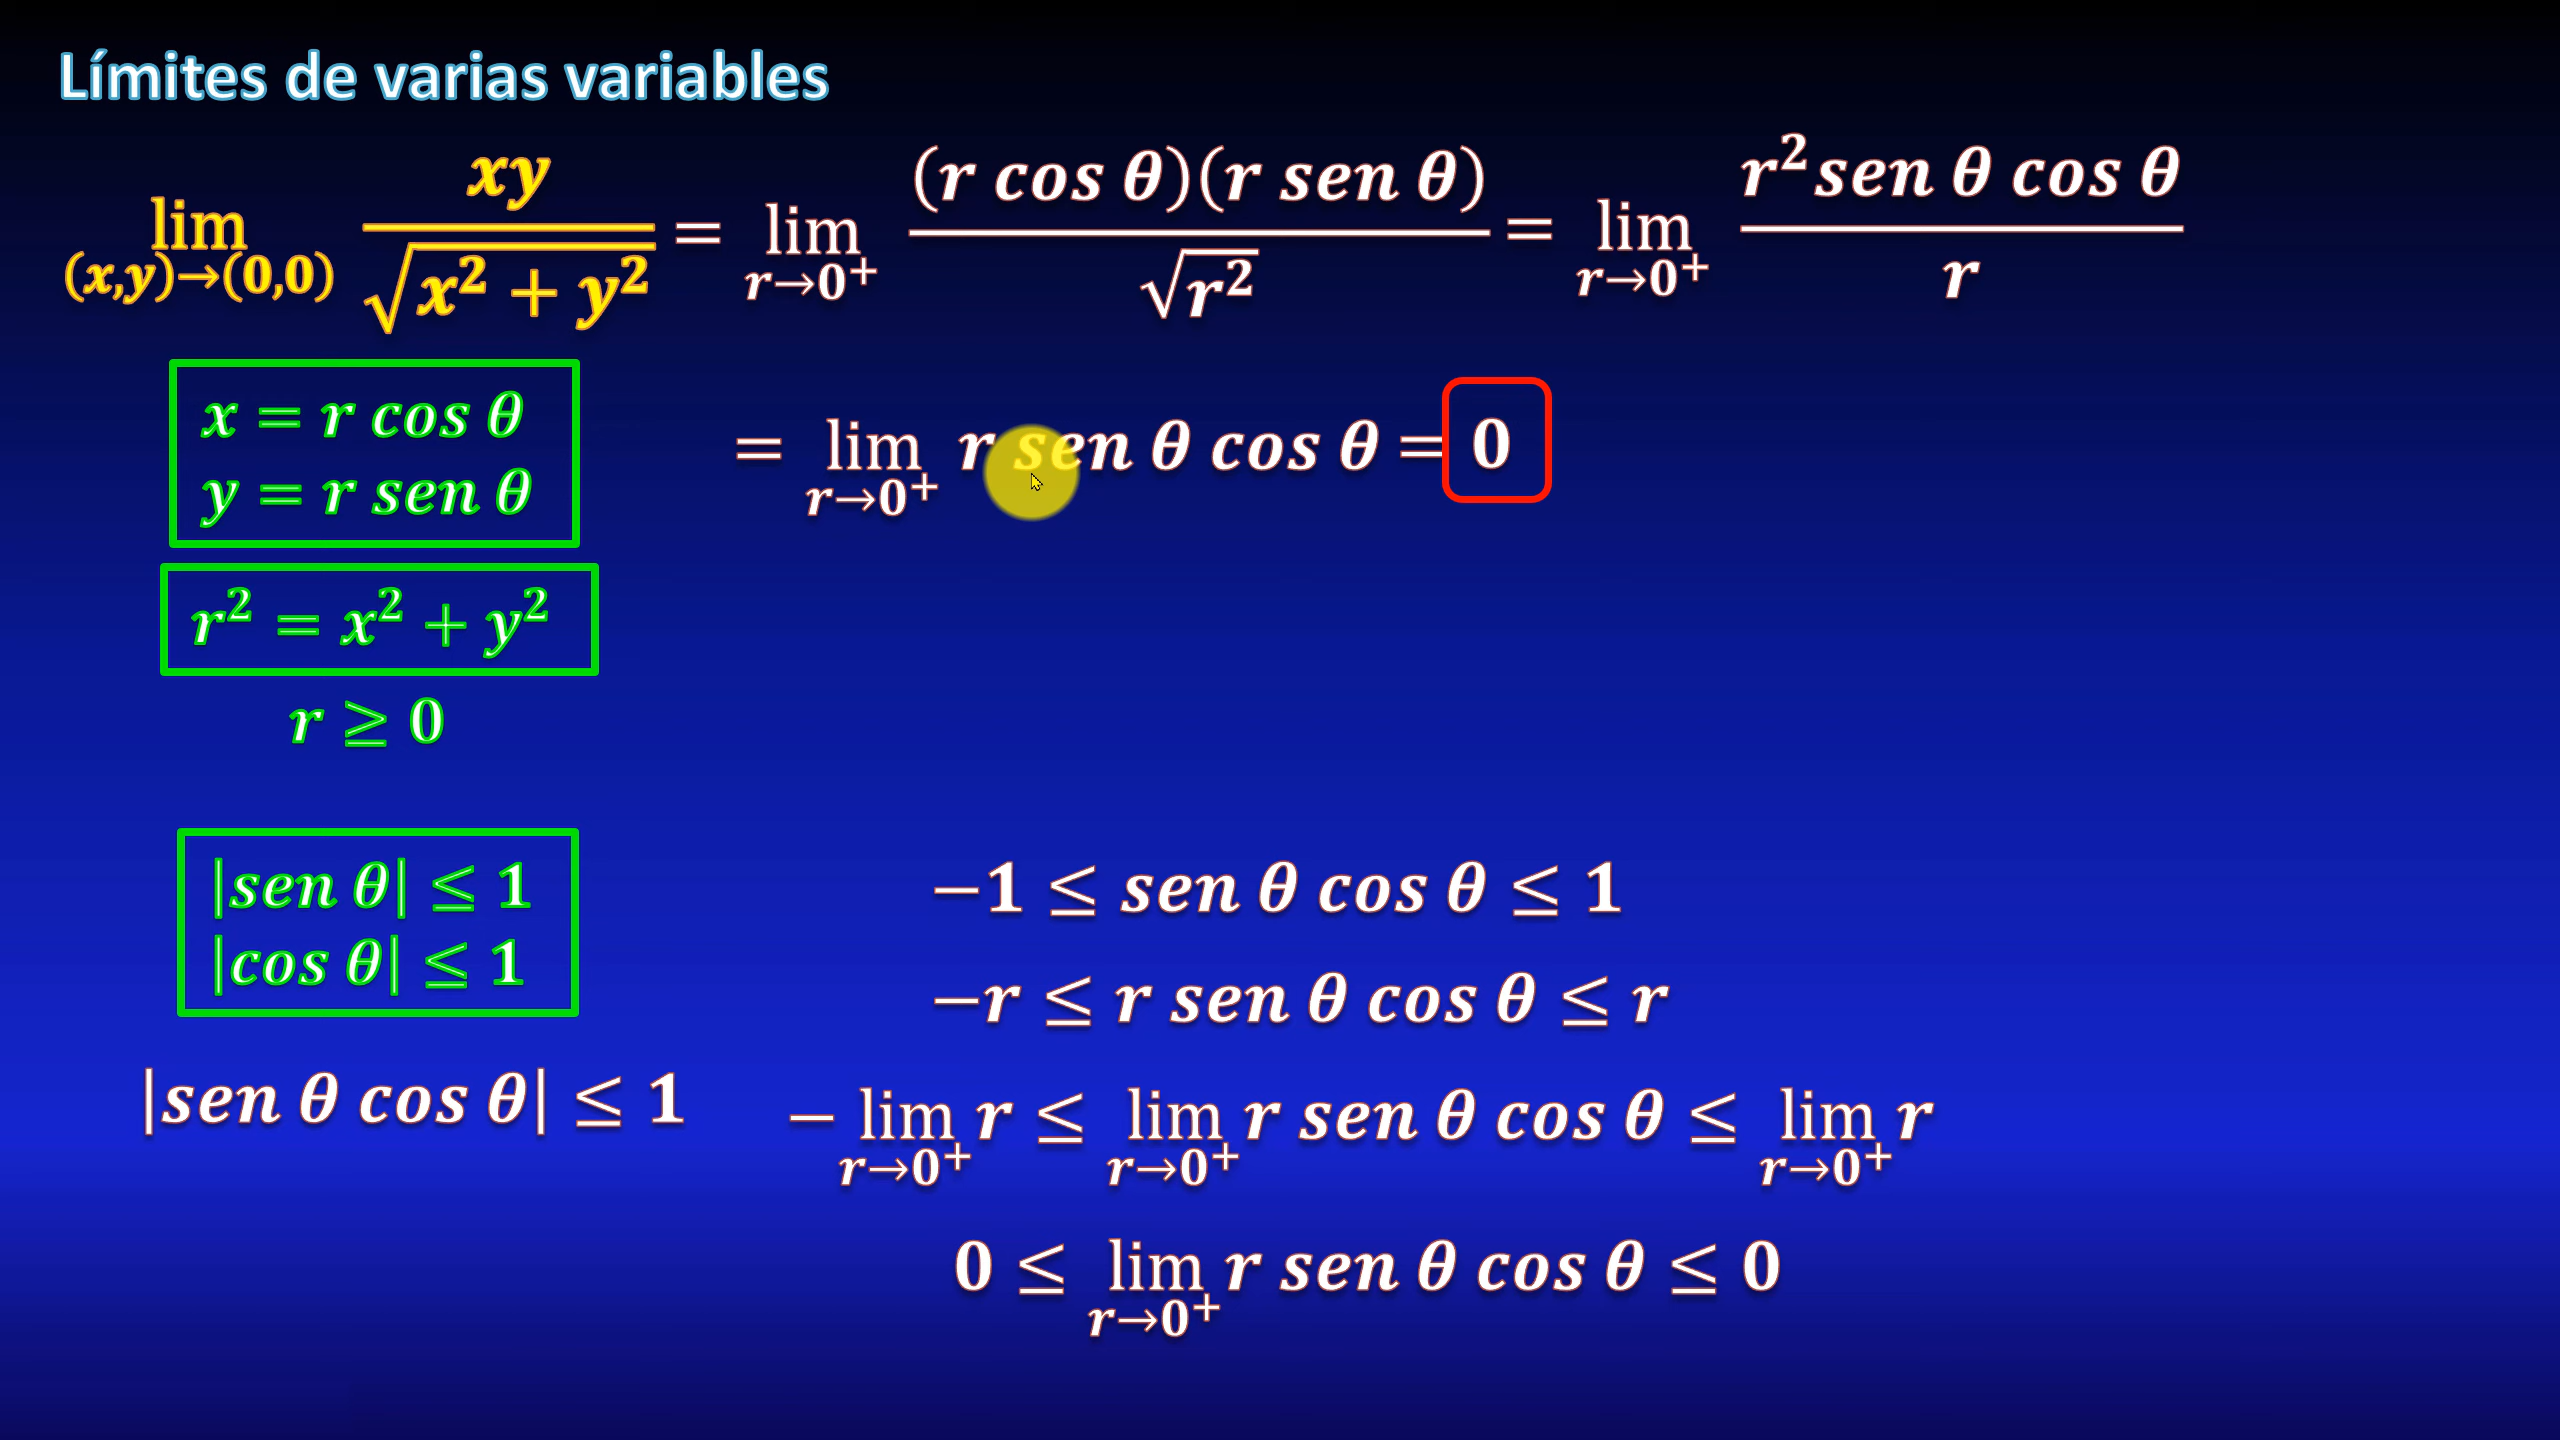 Límites de varias variables
lim (x,y)→(0,0) xy / √(x² + y²) = lim r→0⁺ (r cos θ)(r sen θ) / √(r²) = lim r→0⁺ r² sen θ cos θ / r
= lim r→0⁺ r sen θ cos θ = 0
x = r cos θ
y = r sen θ
r² = x² + y²
r ≥ 0
|sen θ| ≤ 1
|cos θ| ≤ 1
|sen θ cos θ| ≤ 1
−1 ≤ sen θ cos θ ≤ 1
−r ≤ r sen θ cos θ ≤ r
− lim r→0⁺ r ≤ lim r→0⁺ r sen θ cos θ ≤ lim r→0⁺ r
0 ≤ lim r→0⁺ r sen θ cos θ ≤ 0